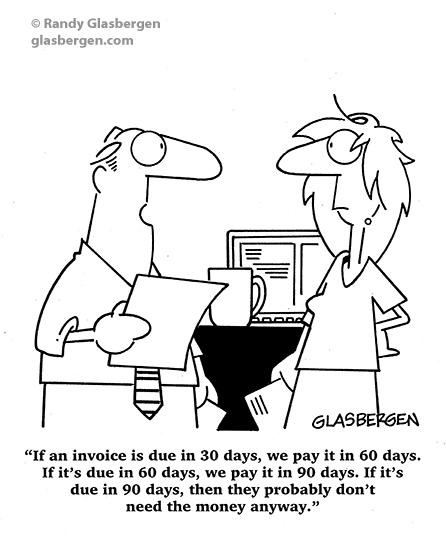 © Randy Glasbergen
glasbergen.com
GLASBERGEN
“If an invoice is due in 30 days, we pay it in 60 days.
If it’s due in 60 days, we pay it in 90 days. If it’s
due in 90 days, then they probably don’t
need the money anyway.”